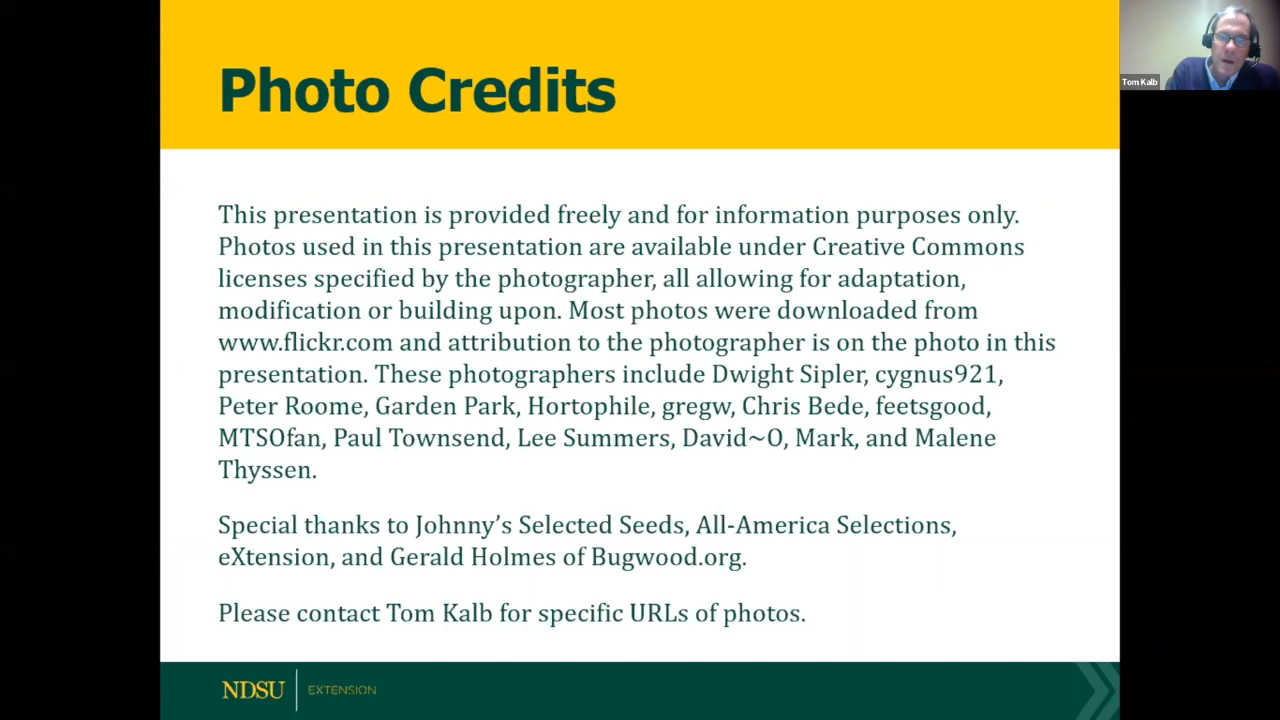 Photo Credits
Tom Kalb
This presentation is provided freely and for information purposes only.
Photos used in this presentation are available under Creative Commons
licenses specified by the photographer, all allowing for adaptation,
modification or building upon. Most photos were downloaded from
www.flickr.com and attribution to the photographer is on the photo in this
presentation. These photographers include Dwight Sipler, cygnus921,
Peter Roome, Garden Park, Hortophile, gregw, Chris Bede, feetsgood,
MTSOfan, Paul Townsend, Lee Summers, David~O, Mark, and Malene
Thyssen.
Special thanks to Johnny’s Selected Seeds, All-America Selections,
eXtension, and Gerald Holmes of Bugwood.org.
Please contact Tom Kalb for specific URLs of photos.
NDSU EXTENSION